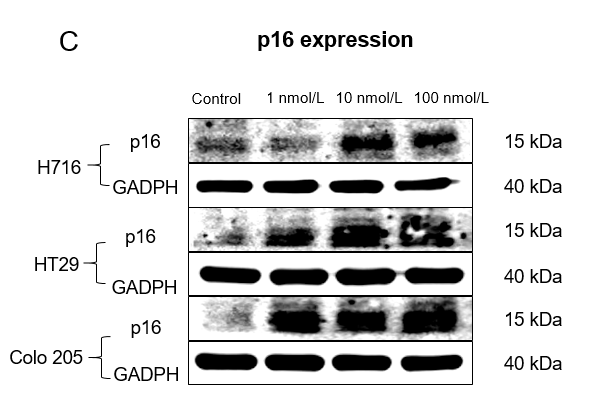 C
p16 expression
Control 1 nmol/L 10 nmol/L 100 nmol/L
p16 15 kDa
H716
GADPH 40 kDa
p16 15 kDa
HT29
GADPH 40 kDa
p16 15 kDa
Colo 205
GADPH 40 kDa